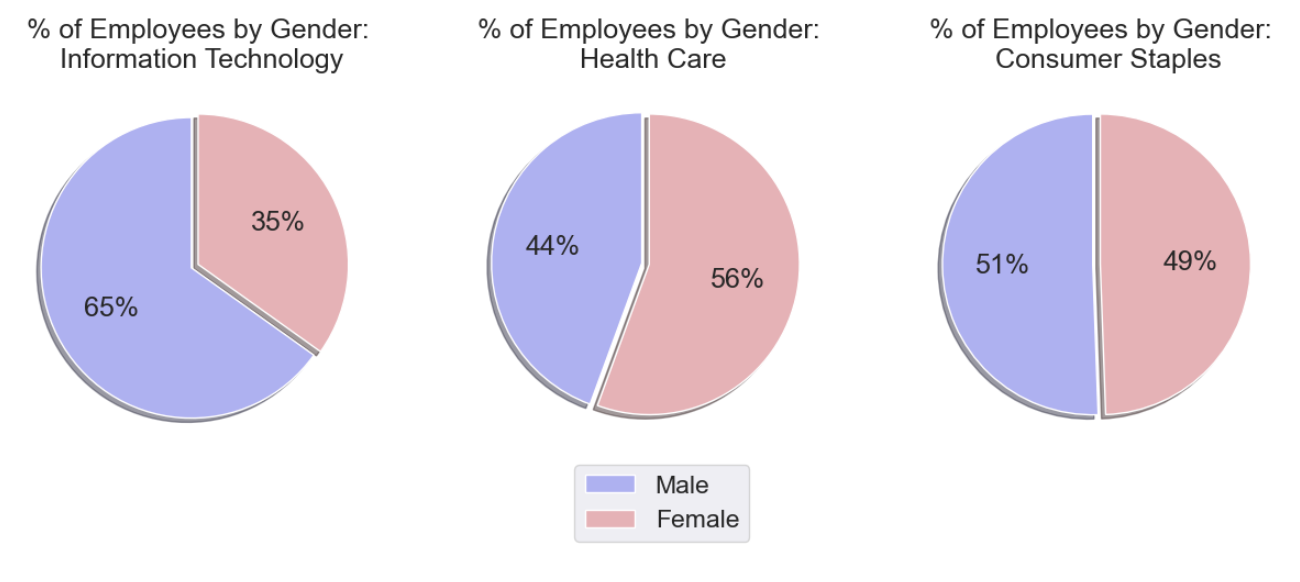 % of Employees by Gender:
Information Technology
% of Employees by Gender:
Health Care
% of Employees by Gender:
Consumer Staples
35%
65%
44%
56%
51%
49%
Male
Female